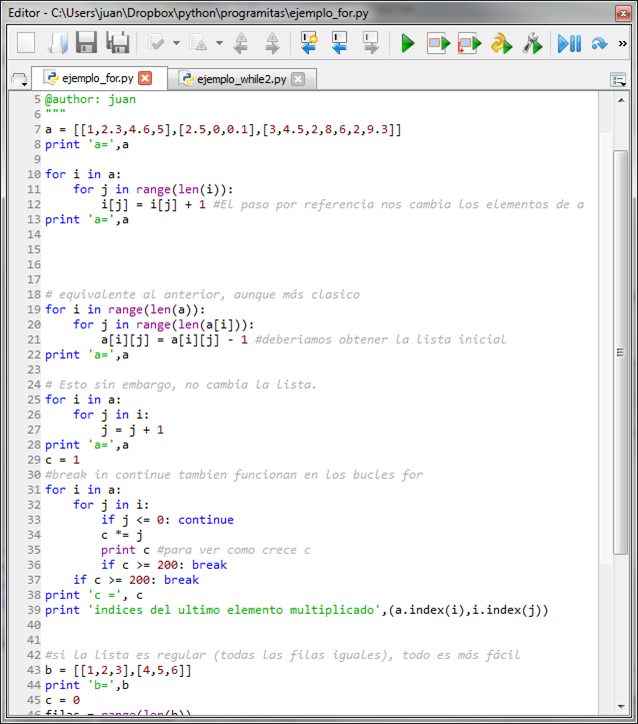 Editor - C:\Users\juan\Dropbox\python\programitas\ejemplo_for.py
ejemplo_for.py
ejemplo_while2.py
5 @author: juan
6 """
7 a = [[1,2.3,4.6,5],[2.5,0,0.1],[3,4.5,2,8,6,2,9.3]]
8 print 'a=',a
9
10 for i in a:
11     for j in range(len(i)):
12         i[j] = i[j] + 1 #El paso por referencia nos cambia los elementos de a
13 print 'a=',a
14
15
16
17
18 # equivalente al anterior, aunque más clasico
19 for i in range(len(a)):
20     for j in range(len(a[i])):
21         a[i][j] = a[i][j] - 1 #deberiamos obtener la lista inicial
22 print 'a=',a
23
24 # Esto sin embargo, no cambia la lista.
25 for i in a:
26     for j in i:
27         j = j + 1
28 print 'a=',a
29 c = 1
30 #break in continue tambien funcionan en los bucles for
31 for i in a:
32     for j in i:
33         if j <= 0: continue
34         c *= j
35         print c #para ver como crece c
36         if c >= 200: break
37     if c >= 200: break
38 print 'c =', c
39 print 'indices del ultimo elemento multiplicado',(a.index(i),i.index(j))
40
41
42 #si la lista es regular (todas las filas iguales), todo es más fácil
43 b = [[1,2,3],[4,5,6]]
44 print 'b=',b
45 c = 0
46 filas = range(len(b))